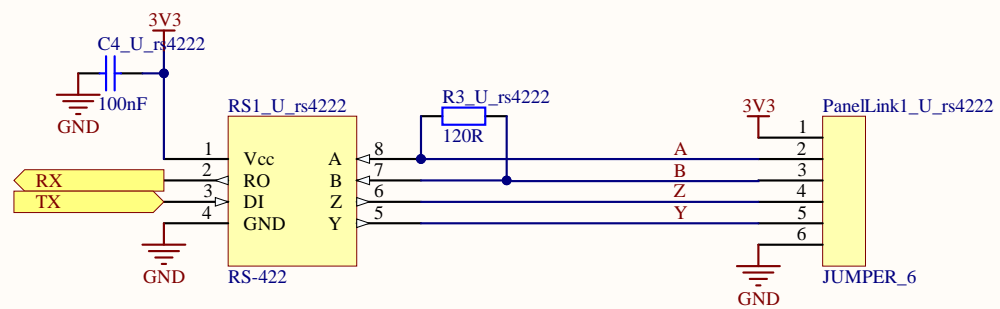 3V3
C4_U_rs4222
100nF
GND
RS1_U_rs4222
R3_U_rs4222
120R
3V3
PanelLink1_U_rs4222
1 Vcc A 8 A 1
RX 2 RO B 7 B 2
TX 3 DI Z 6 Z 3
4 GND Y 5 Y 4
5
6
GND
RS-422
GND
JUMPER_6